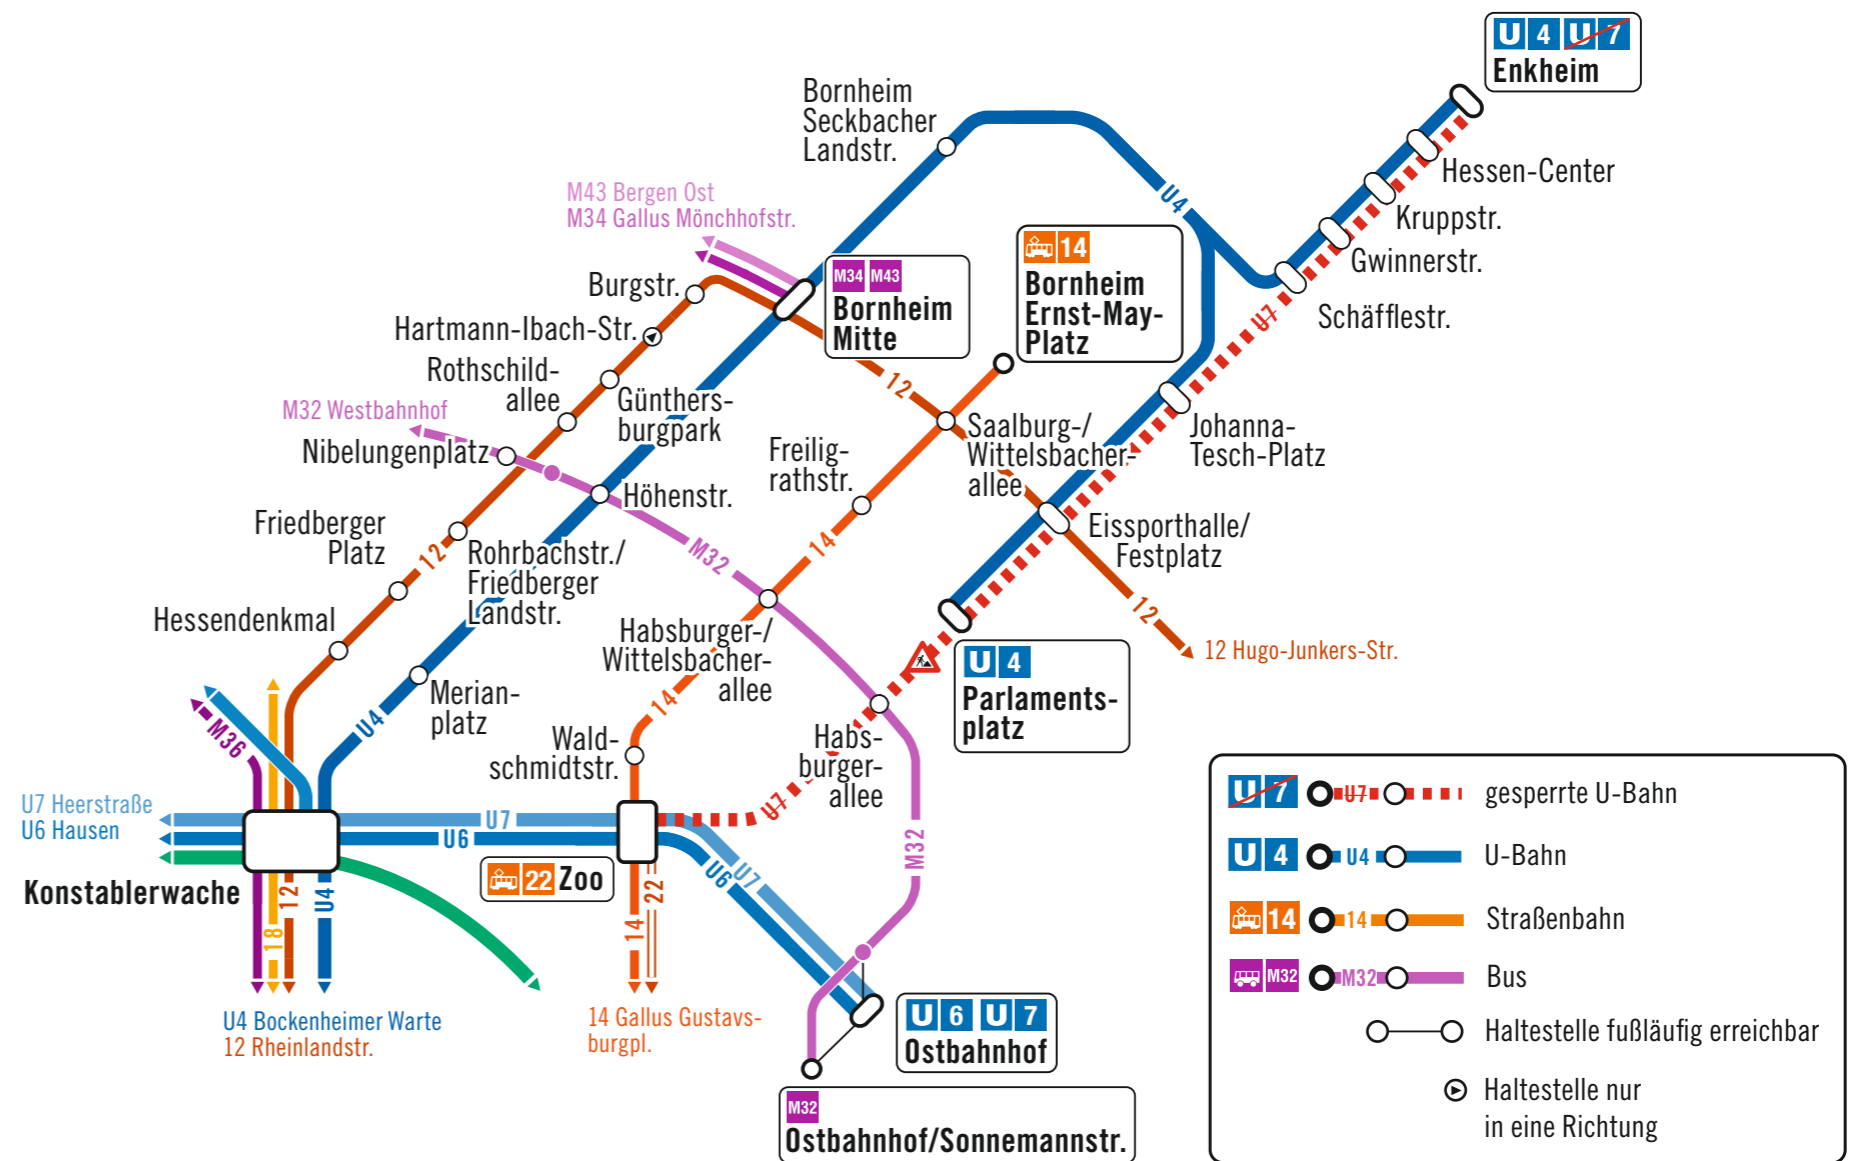 U 4 U 7
Enkheim
Bornheim
Seckbacher
Landstr.
Hessen-Center
Kruppstr.
Gwinnerstr.
Schäfflestr.
U4
U7
M43 Bergen Ost
M34 Gallus Mönchhofstr.
14
Bornheim
Ernst-May-
Platz
M34 M43
Bornheim
Mitte
Burgstr.
Hartmann-Ibach-Str.
Rothschild-
allee
Günthers-
burgpark
12
M32 Westbahnhof
Nibelungenplatz
Höhenstr.
Freilig-
rathstr.
Saalburg-/
Wittelsbacher-
allee
Johanna-
Tesch-Platz
Eissporthalle/
Festplatz
Friedberger
Platz
12
Rohrbachstr./
Friedberger
Landstr.
M32
14
12
12 Hugo-Junkers-Str.
Hessendenkmal
Habsburger-/
Wittelsbacher-
allee
U 4
Parlaments-
platz
Merian-
platz
U4
M36
14
Wald-
schmidtstr.
Habs-
burger-
allee
U7
U7 Heerstraße
U6 Hausen
U7
U6
Konstablerwache
22 Zoo
U6
U7
M32
18
12
U4
14
22
U4 Bockenheimer Warte
12 Rheinlandstr.
14 Gallus Gustavs-
burgpl.
U 6 U 7
Ostbahnhof
M32
Ostbahnhof/Sonnemannstr.
U 7 U7 gesperrte U-Bahn
U 4 U4 U-Bahn
14 14 Straßenbahn
M32 M32 Bus
Haltestelle fußläufig erreichbar
Haltestelle nur
in eine Richtung